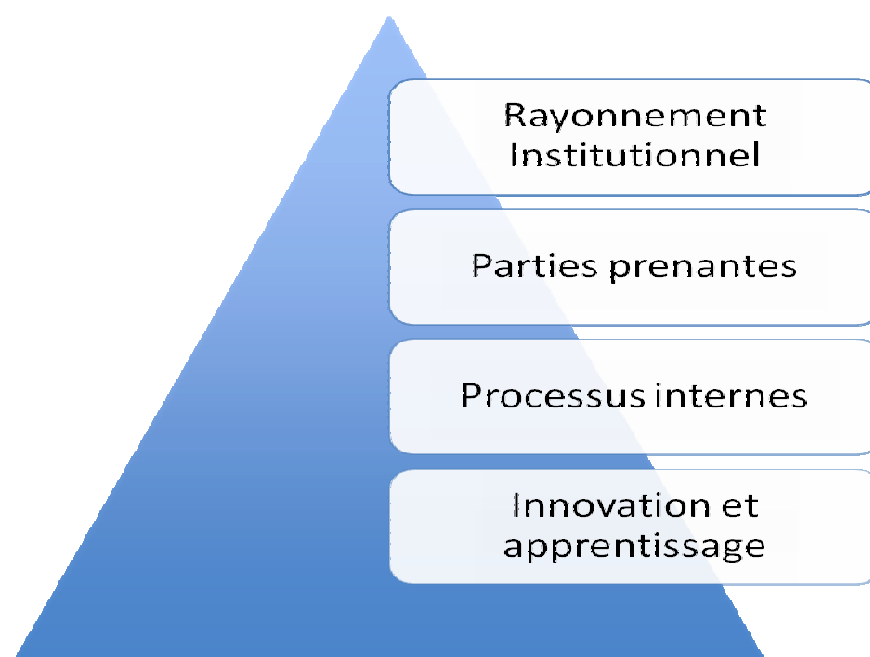 Rayonnement
Institutionnel
Parties prenantes
Processus internes
Innovation et
apprentissage